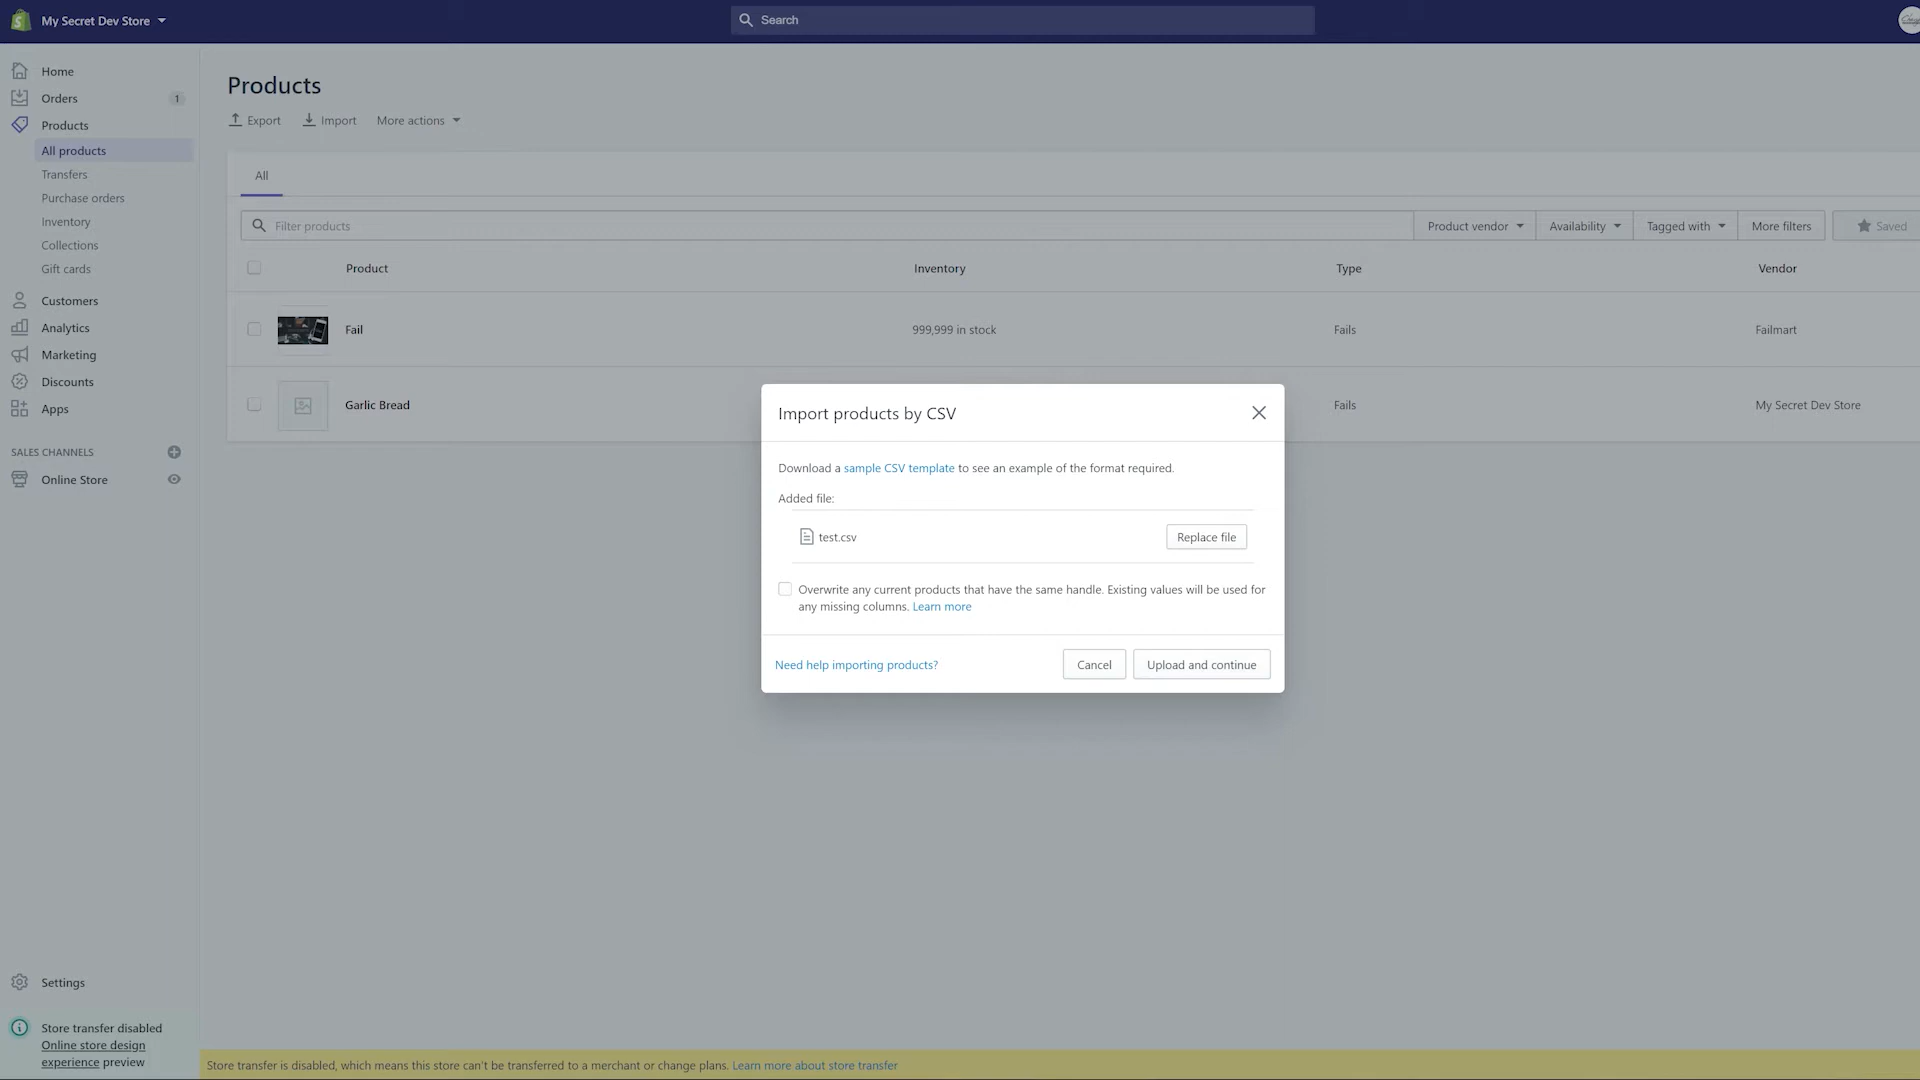 My Secret Dev Store
Search
Home
Orders
1
Products
All products
Transfers
Purchase orders
Inventory
Collections
Gift cards
Customers
Analytics
Marketing
Discounts
Apps
SALES CHANNELS
Online Store
Settings
Store transfer disabled
Online store design
experience preview
Products
Export
Import
More actions
All
Filter products
Product vendor
Availability
Tagged with
More filters
Saved
Product
Inventory
Type
Vendor
Fail
999,999 in stock
Fails
Failmart
Garlic Bread
Fails
My Secret Dev Store
Import products by CSV
Download a sample CSV template to see an example of the format required.
Added file:
test.csv
Replace file
Overwrite any current products that have the same handle. Existing values will be used for
any missing columns. Learn more
Need help importing products?
Cancel
Upload and continue
Store transfer is disabled, which means this store can't be transferred to a merchant or change plans. Learn more about store transfer